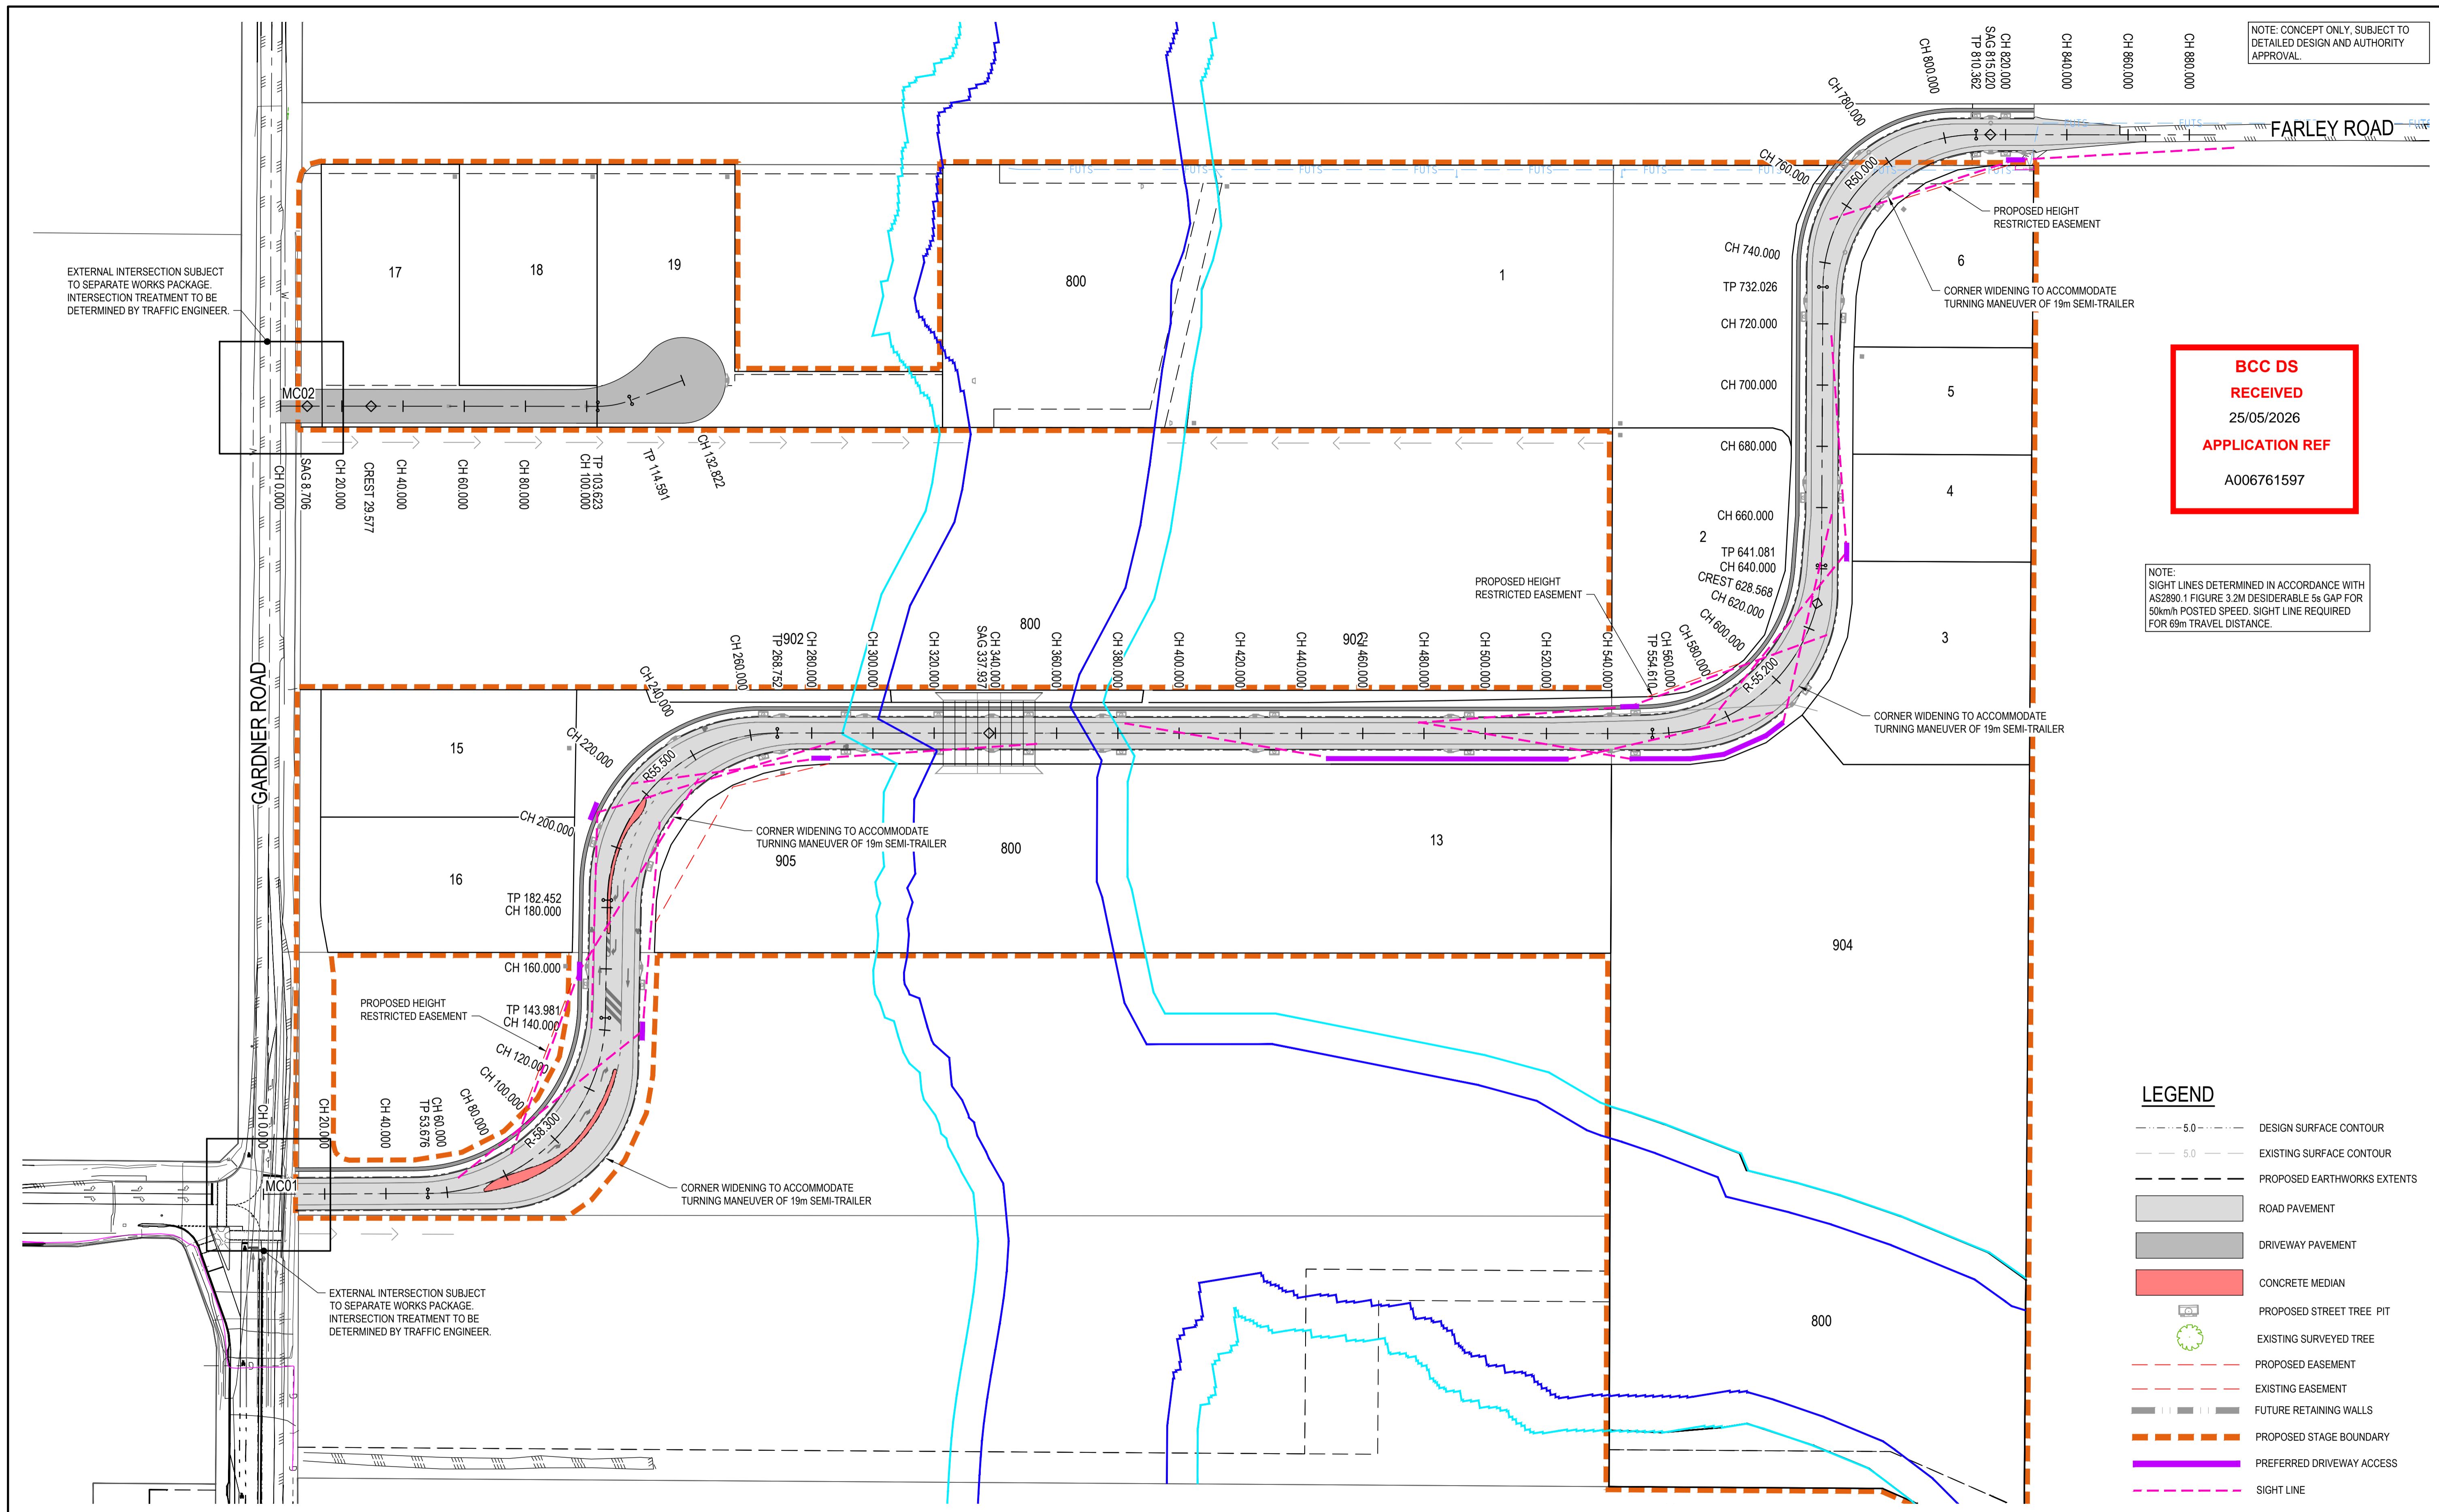 NOTE: CONCEPT ONLY, SUBJECT TO
DETAILED DESIGN AND AUTHORITY
APPROVAL.
CH 780.000
CH 800.000
TP 810.362
SAG 815.020
CH 820.000
CH 840.000
CH 860.000
CH 880.000
FARLEY ROAD
FUTS
FUTS
FUTS
FUTS
FUTS
FUTS
FUTS
FUTS
FUTS
FUTS
FUTS
FUTS
CH 760.000
R50.000
PROPOSED HEIGHT
RESTRICTED EASEMENT
CH 740.000
6
TP 732.026
CORNER WIDENING TO ACCOMMODATE
TURNING MANEUVER OF 19m SEMI-TRAILER
CH 720.000
CH 700.000
5
CH 680.000
4
CH 660.000
2
TP 641.081
CH 640.000
CREST 628.568
CH 620.000
CH 600.000
CH 580.000
3
EXTERNAL INTERSECTION SUBJECT
TO SEPARATE WORKS PACKAGE.
INTERSECTION TREATMENT TO BE
DETERMINED BY TRAFFIC ENGINEER.
17
18
19
800
1
W
MC02
CH 0.000
SAG 8.706
CH 20.000
CREST 29.577
CH 40.000
CH 60.000
CH 80.000
CH 100.000
TP 103.623
TP 114.591
CH 132.822
BCC DS
RECEIVED
25/05/2026
APPLICATION REF
A006761597
NOTE:
SIGHT LINES DETERMINED IN ACCORDANCE WITH
AS2890.1 FIGURE 3.2M DESIDERABLE 5s GAP FOR
50km/h POSTED SPEED. SIGHT LINE REQUIRED
FOR 69m TRAVEL DISTANCE.
PROPOSED HEIGHT
RESTRICTED EASEMENT
GARDNER ROAD
CH 200.000
CH 220.000
CH 240.000
CH 260.000
TP 268.752
902
CH 280.000
CH 300.000
CH 320.000
SAG 337.937
CH 340.000
800
CH 360.000
CH 380.000
CH 400.000
CH 420.000
CH 440.000
902
CH 460.000
CH 480.000
CH 500.000
CH 520.000
CH 540.000
TP 554.610
CH 560.000
R-55.200
CORNER WIDENING TO ACCOMMODATE
TURNING MANEUVER OF 19m SEMI-TRAILER
15
16
R55.500
CORNER WIDENING TO ACCOMMODATE
TURNING MANEUVER OF 19m SEMI-TRAILER
905
800
13
904
TP 182.452
CH 180.000
CH 160.000
TP 143.981
CH 140.000
CH 120.000
CH 100.000
CH 80.000
PROPOSED HEIGHT
RESTRICTED EASEMENT
CH 0.000
CH 20.000
CH 40.000
TP 53.676
CH 60.000
R-58.300
MC01
CORNER WIDENING TO ACCOMMODATE
TURNING MANEUVER OF 19m SEMI-TRAILER
EXTERNAL INTERSECTION SUBJECT
TO SEPARATE WORKS PACKAGE.
INTERSECTION TREATMENT TO BE
DETERMINED BY TRAFFIC ENGINEER.
800
LEGEND
5.0 DESIGN SURFACE CONTOUR
5.0 EXISTING SURFACE CONTOUR
PROPOSED EARTHWORKS EXTENTS
ROAD PAVEMENT
DRIVEWAY PAVEMENT
CONCRETE MEDIAN
PROPOSED STREET TREE PIT
EXISTING SURVEYED TREE
PROPOSED EASEMENT
EXISTING EASEMENT
FUTURE RETAINING WALLS
PROPOSED STAGE BOUNDARY
PREFERRED DRIVEWAY ACCESS
SIGHT LINE